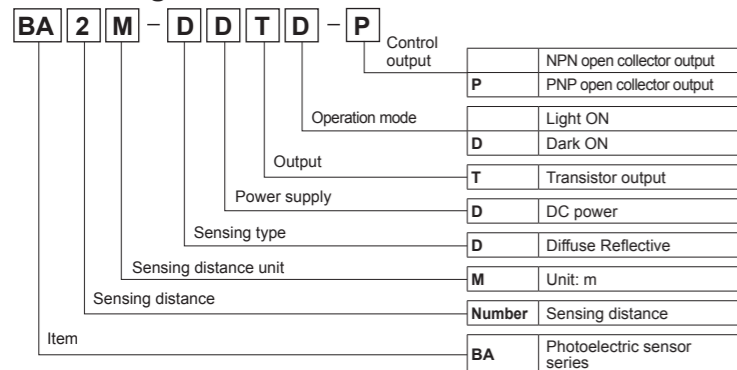 BA 2 M - D D T D - P
Control
output
NPN open collector output
P PNP open collector output
Operation mode
Light ON
D Dark ON
Output
T Transistor output
Power supply
D DC power
Sensing type
D Diffuse Reflective
Sensing distance unit
M Unit: m
Sensing distance
Number Sensing distance
Item
BA Photoelectric sensor
series